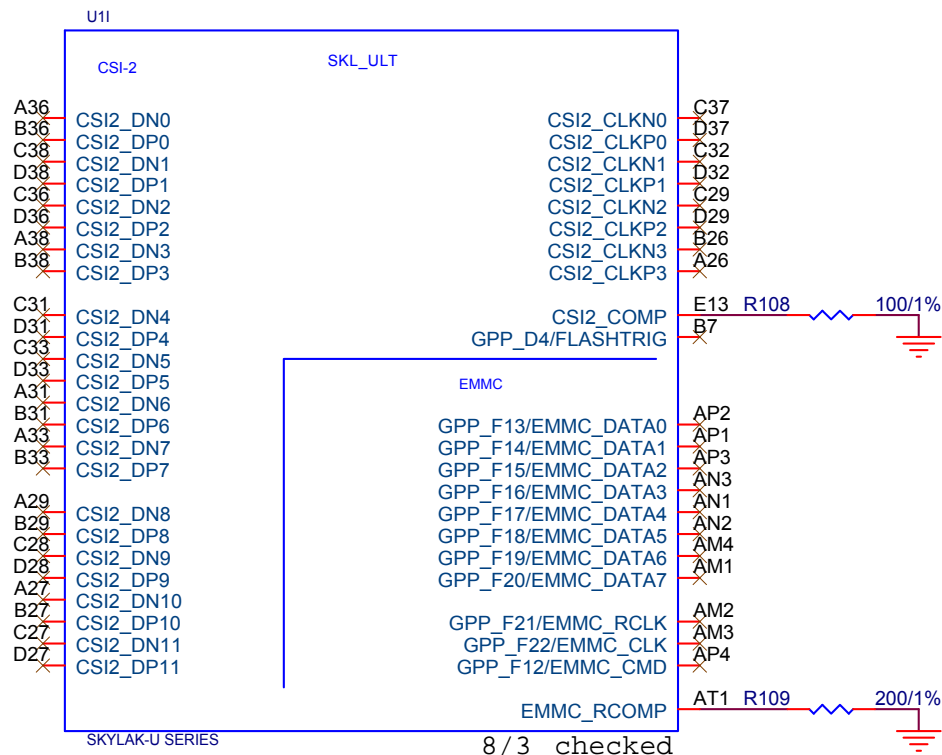 U1I
CSI-2
SKL_ULT
A36 CSI2_DN0
B36 CSI2_DP0
C38 CSI2_DN1
D38 CSI2_DP1
C36 CSI2_DN2
D36 CSI2_DP2
A38 CSI2_DN3
B38 CSI2_DP3
C31 CSI2_DN4
D31 CSI2_DP4
C33 CSI2_DN5
D33 CSI2_DP5
A31 CSI2_DN6
B31 CSI2_DP6
A33 CSI2_DN7
B33 CSI2_DP7
A29 CSI2_DN8
B29 CSI2_DP8
C28 CSI2_DN9
D28 CSI2_DP9
A27 CSI2_DN10
B27 CSI2_DP10
C27 CSI2_DN11
D27 CSI2_DP11
CSI2_CLKN0 C37
CSI2_CLKP0 D37
CSI2_CLKN1 C32
CSI2_CLKP1 D32
CSI2_CLKN2 C29
CSI2_CLKP2 D29
CSI2_CLKN3 B26
CSI2_CLKP3 A26
CSI2_COMP E13 R108 100/1%
GPP_D4/FLASHTRIG B7
EMMC
GPP_F13/EMMC_DATA0 AP2
GPP_F14/EMMC_DATA1 AP1
GPP_F15/EMMC_DATA2 AP3
GPP_F16/EMMC_DATA3 AN3
GPP_F17/EMMC_DATA4 AN1
GPP_F18/EMMC_DATA5 AN2
GPP_F19/EMMC_DATA6 AM4
GPP_F20/EMMC_DATA7 AM1
GPP_F21/EMMC_RCLK AM2
GPP_F22/EMMC_CLK AM3
GPP_F12/EMMC_CMD AP4
EMMC_RCOMP AT1 R109 200/1%
SKYLAK-U SERIES
8/3 checked